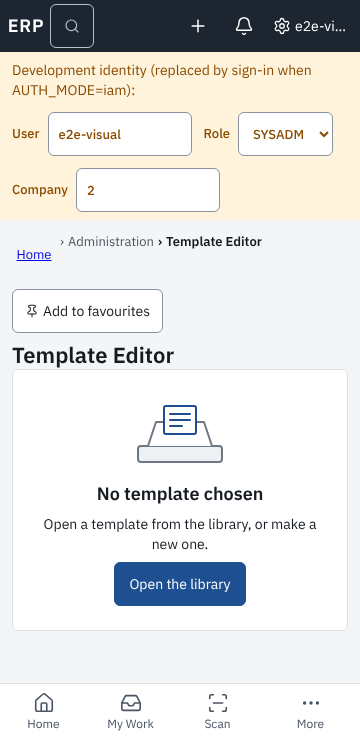 ERP
e2e-vi...
Development identity (replaced by sign-in when
AUTH_MODE=iam):
User e2e-visual Role SYSADM
Company 2
Home › Administration › Template Editor
Add to favourites
Template Editor
No template chosen
Open a template from the library, or make a
new one.
Open the library
Home My Work Scan More